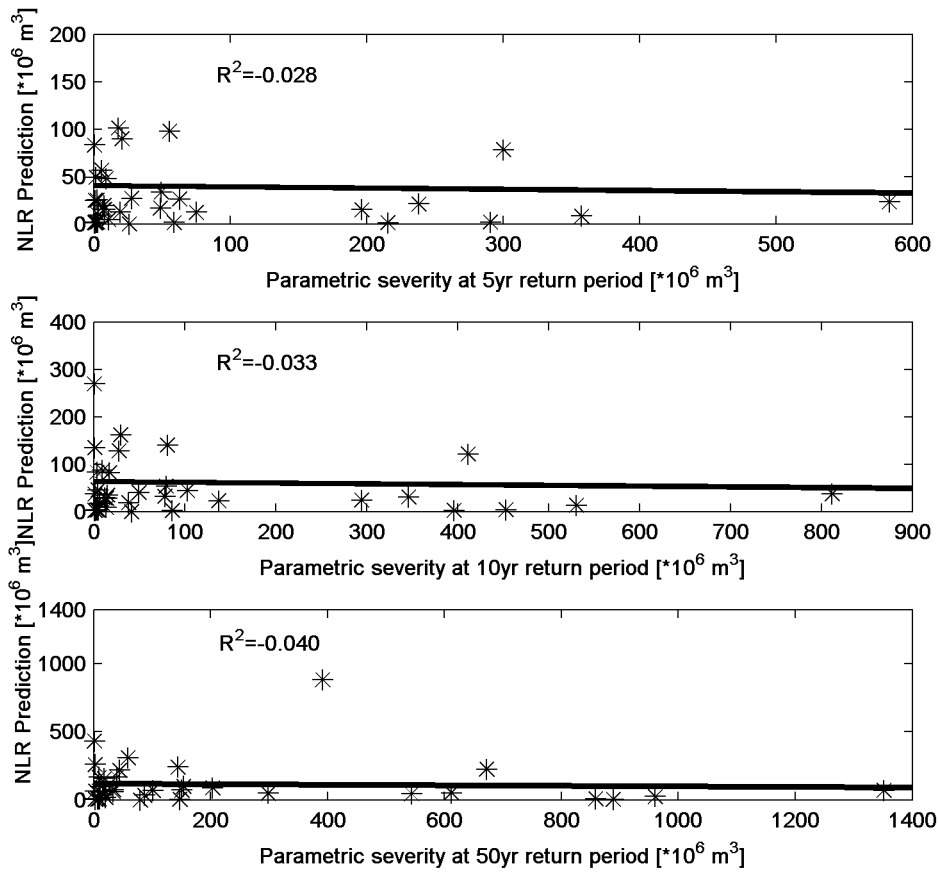 NLR Prediction [*10^6 m^3]
200
150
100
50
0
R^2=-0.028
0 100 200 300 400 500 600
Parametric severity at 5yr return period [*10^6 m^3]
NLR Prediction [*10^6 m^3]
400
300
200
100
0
R^2=-0.033
0 100 200 300 400 500 600 700 800 900
Parametric severity at 10yr return period [*10^6 m^3]
NLR Prediction [*10^6 m^3]
1400
1000
500
0
R^2=-0.040
0 200 400 600 800 1000 1200 1400
Parametric severity at 50yr return period [*10^6 m^3]